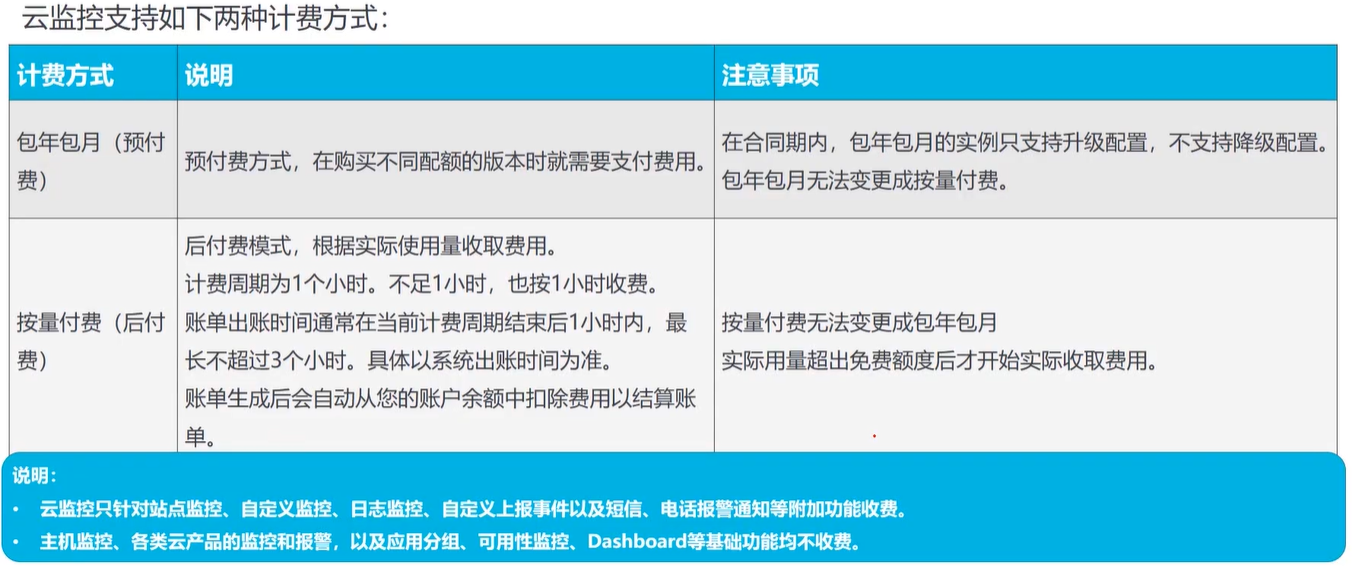 云监控支持如下两种计费方式：
计费方式
说明
注意事项
包年包月（预付
费）
预付费方式，在购买不同配额的版本时就需要支付费用。
在合同期内，包年包月的实例只支持升级配置，不支持降级配置。
包年包月无法变更成按量付费。
按量付费（后付
费）
后付费模式，根据实际使用量收取费用。
计费周期为1个小时。不足1小时，也按1小时收费。
账单出账时间通常在当前计费周期结束后1小时内，最
长不超过3个小时。具体以系统出账时间为准。
账单生成后会自动从您的账户余额中扣除费用以结算账
单。
按量付费无法变更成包年包月
实际用量超出免费额度后才开始实际收取费用。
说明：
• 云监控只针对站点监控、自定义监控、日志监控、自定义上报事件以及短信、电话报警通知等附加功能收费。
• 主机监控、各类云产品的监控和报警，以及应用分组、可用性监控、Dashboard等基础功能均不收费。